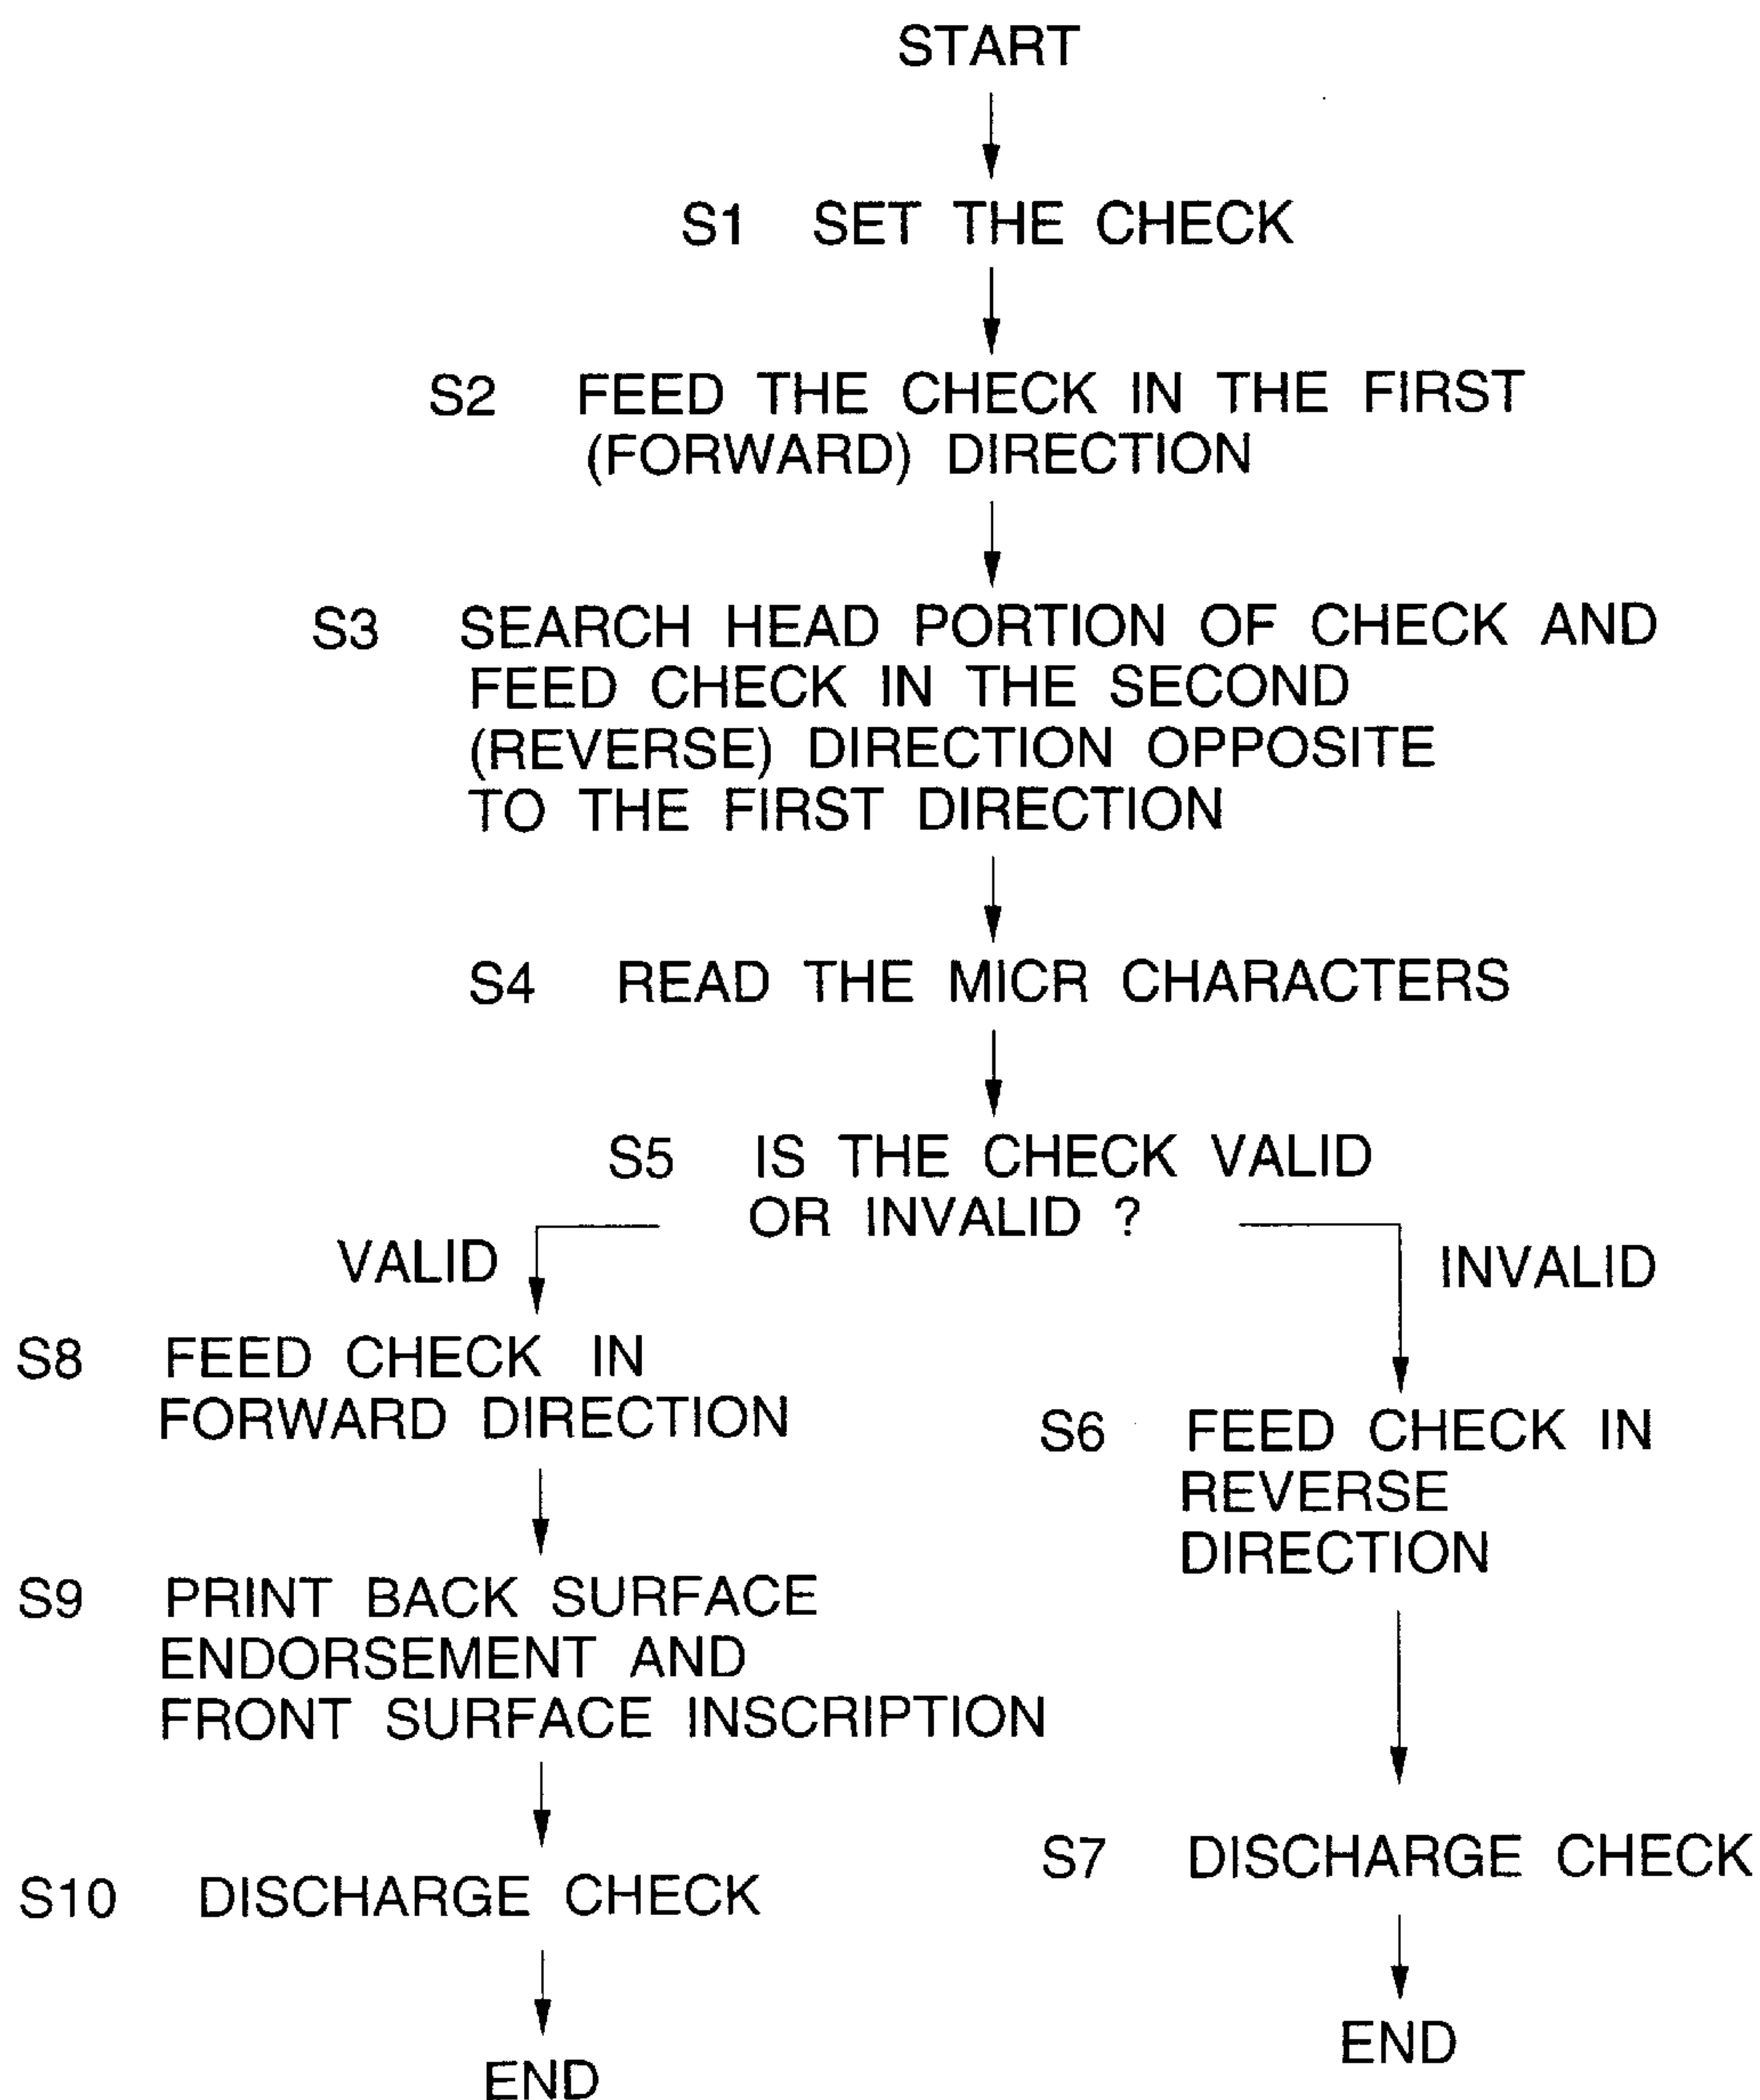 START
S1 SET THE CHECK
S2 FEED THE CHECK IN THE FIRST
(FORWARD) DIRECTION
S3 SEARCH HEAD PORTION OF CHECK AND
FEED CHECK IN THE SECOND
(REVERSE) DIRECTION OPPOSITE
TO THE FIRST DIRECTION
S4 READ THE MICR CHARACTERS
S5 IS THE CHECK VALID
OR INVALID ?
VALID
INVALID
S8 FEED CHECK IN
FORWARD DIRECTION
S6 FEED CHECK IN
REVERSE
DIRECTION
S9 PRINT BACK SURFACE
ENDORSEMENT AND
FRONT SURFACE INSCRIPTION
S7 DISCHARGE CHECK
S10 DISCHARGE CHECK
END
END